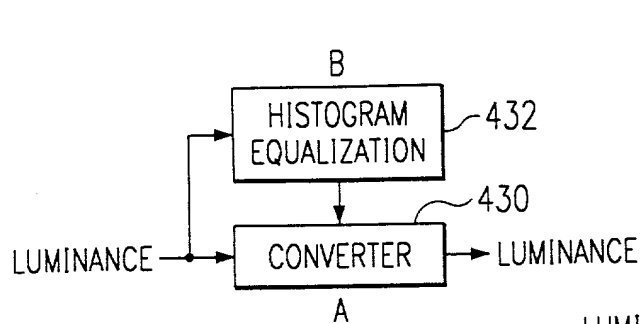 B
HISTOGRAM
EQUALIZATION
432
430
LUMINANCE
CONVERTER
LUMINANCE
A